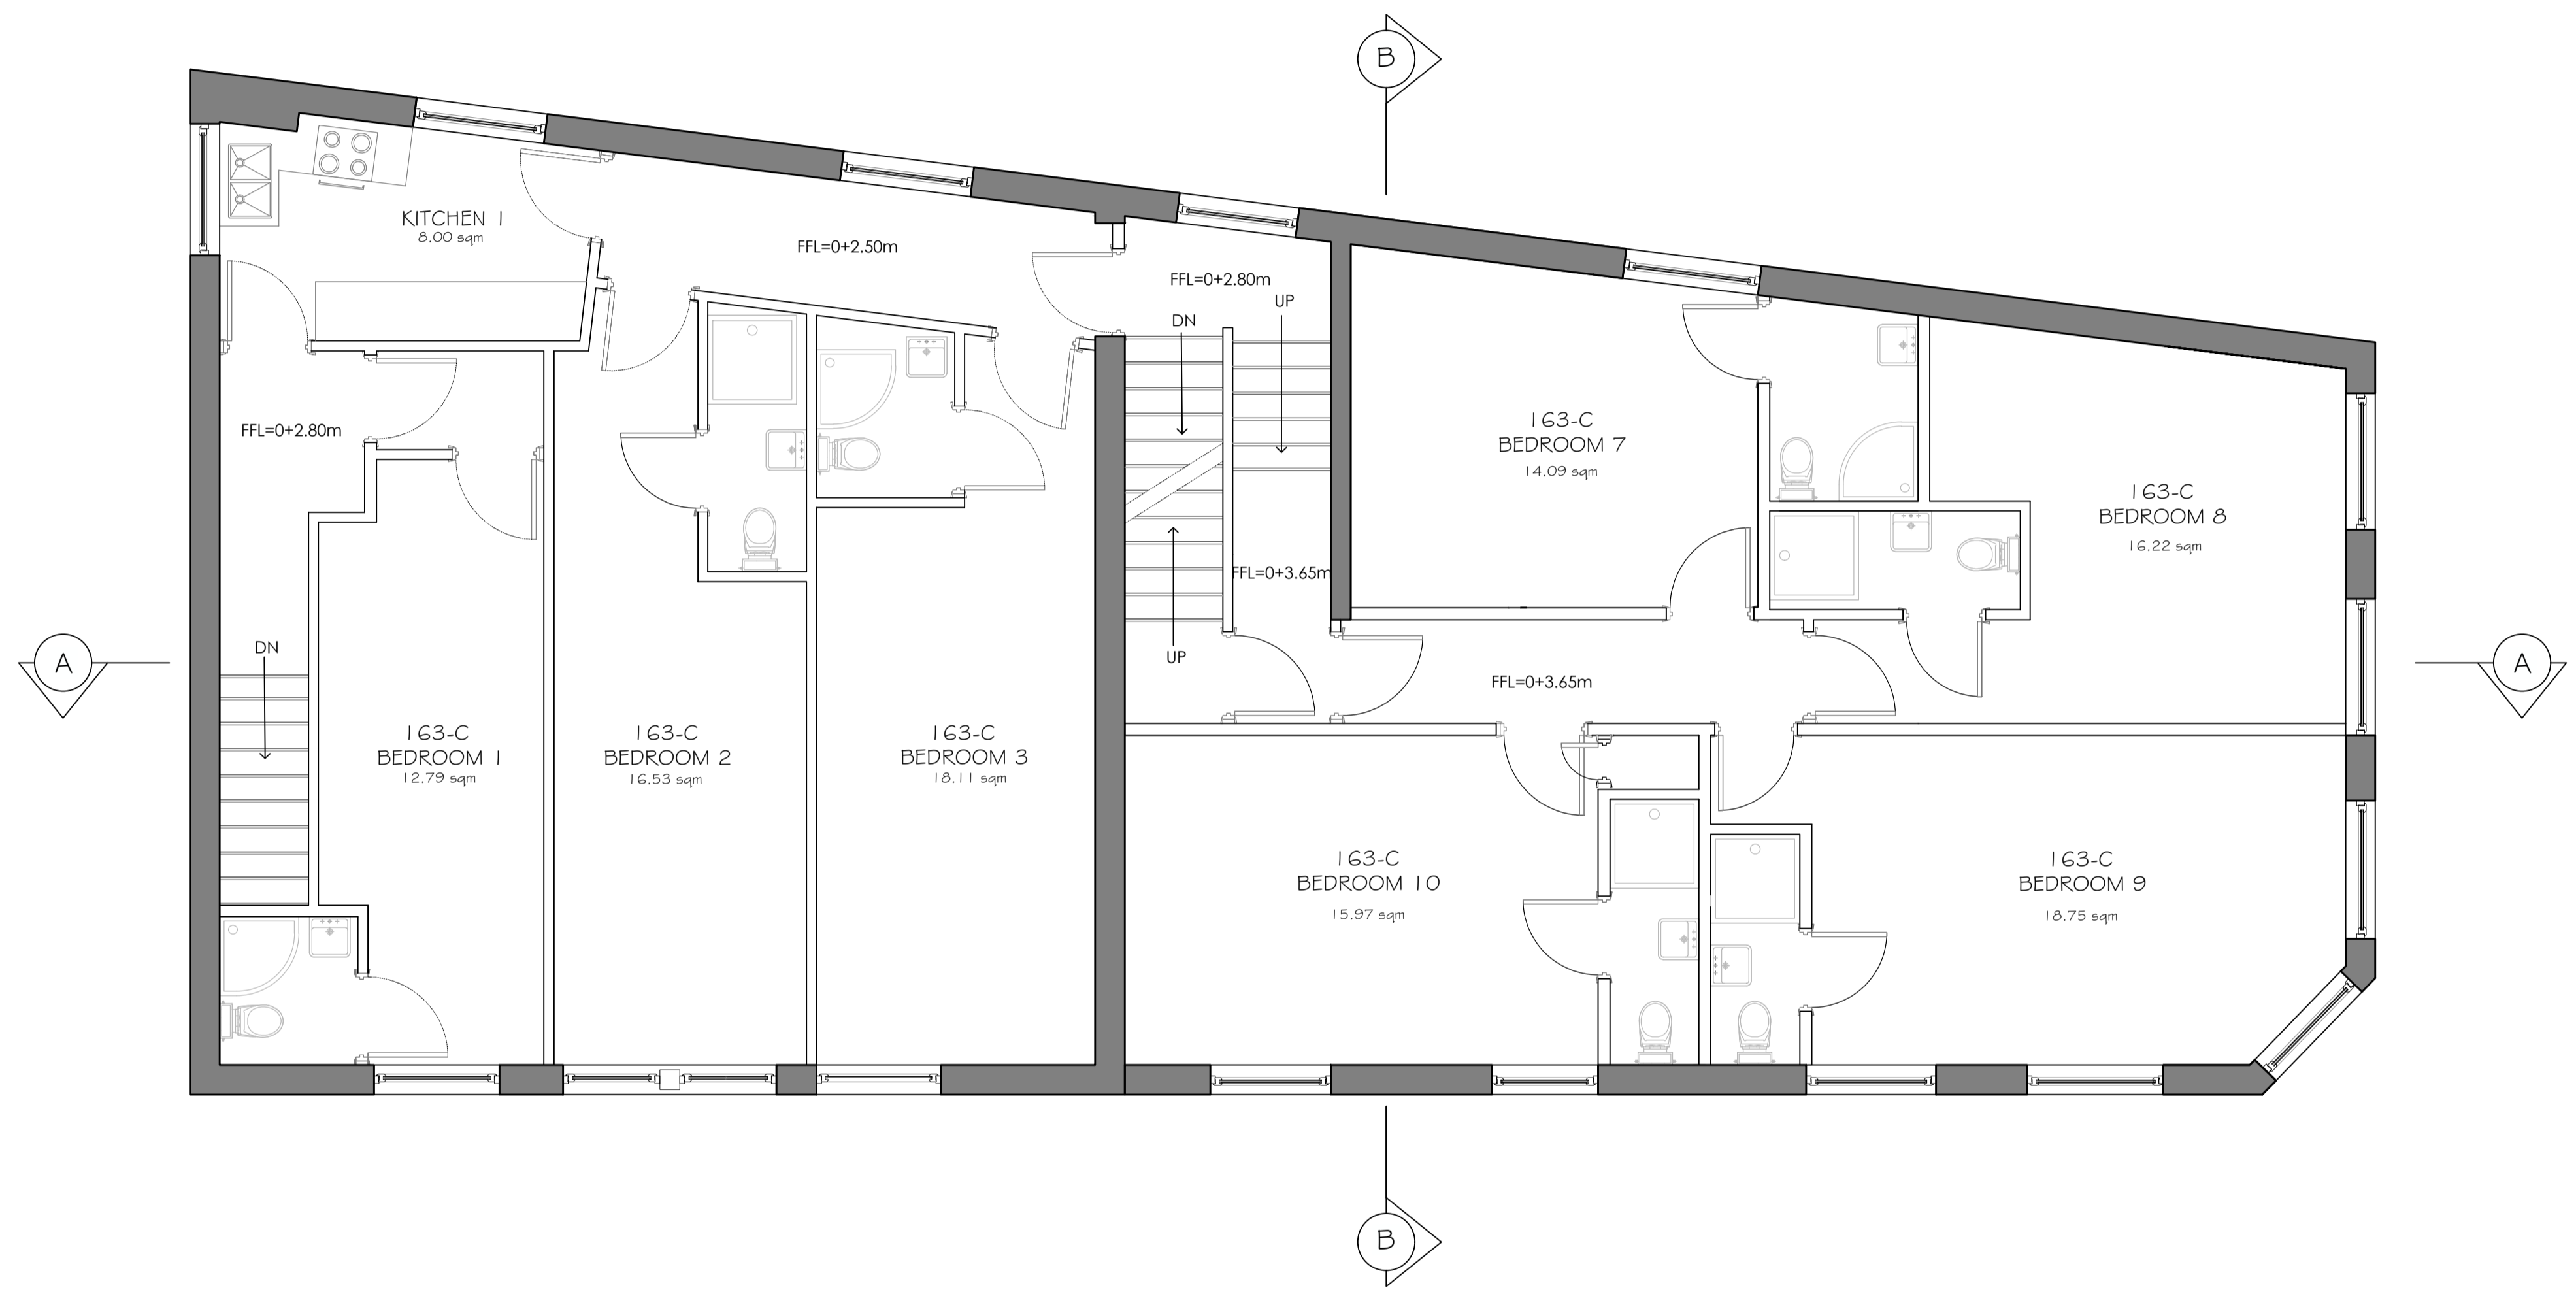 B
KITCHEN 1
8.00 sqm
FFL=0+2.50m
FFL=0+2.80m
UP
DN
FFL=0+2.80m
163-C
BEDROOM 7
14.09 sqm
163-C
BEDROOM 8
16.22 sqm
FFL=0+3.65m
DN
UP
A
A
FFL=0+3.65m
163-C
BEDROOM 1
12.79 sqm
163-C
BEDROOM 2
16.53 sqm
163-C
BEDROOM 3
18.11 sqm
163-C
BEDROOM 10
15.97 sqm
163-C
BEDROOM 9
18.75 sqm
B